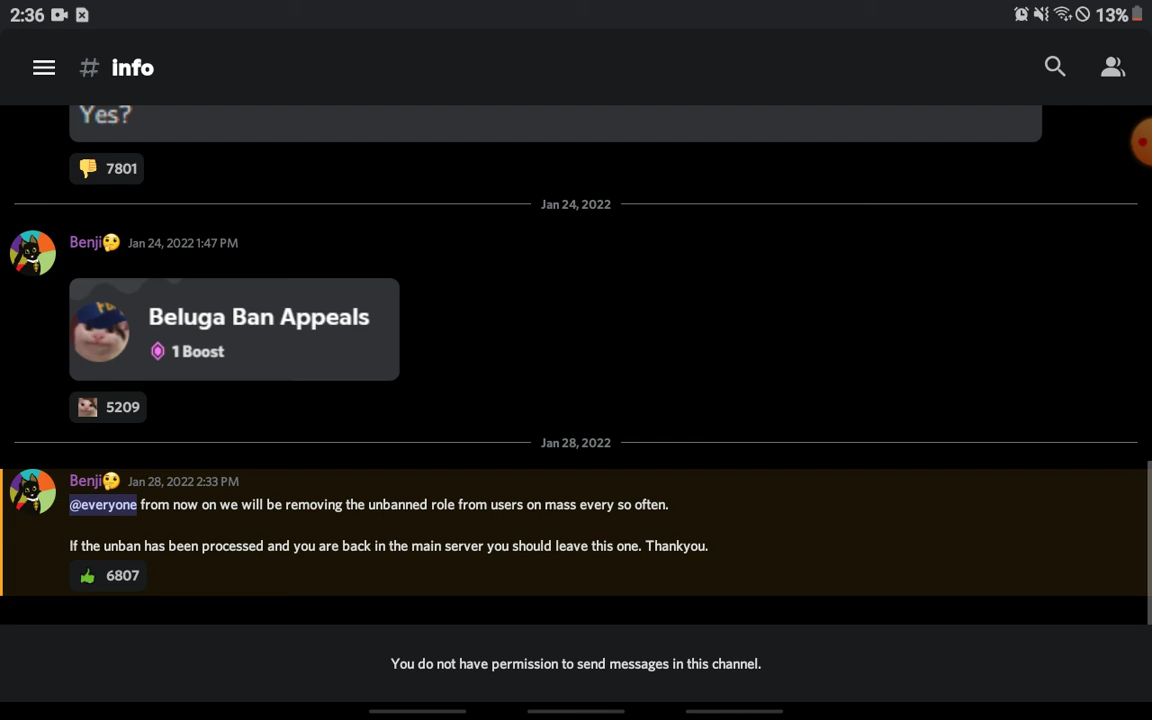 2:36
13%
# info
Yes?
7801
Jan 24, 2022
Benji🤔 Jan 24, 2022 1:47 PM
Beluga Ban Appeals
1 Boost
5209
Jan 28, 2022
Benji🤔 Jan 28, 2022 2:33 PM
@everyone from now on we will be removing the unbanned role from users on mass every so often.
If the unban has been processed and you are back in the main server you should leave this one. Thankyou.
6807
You do not have permission to send messages in this channel.